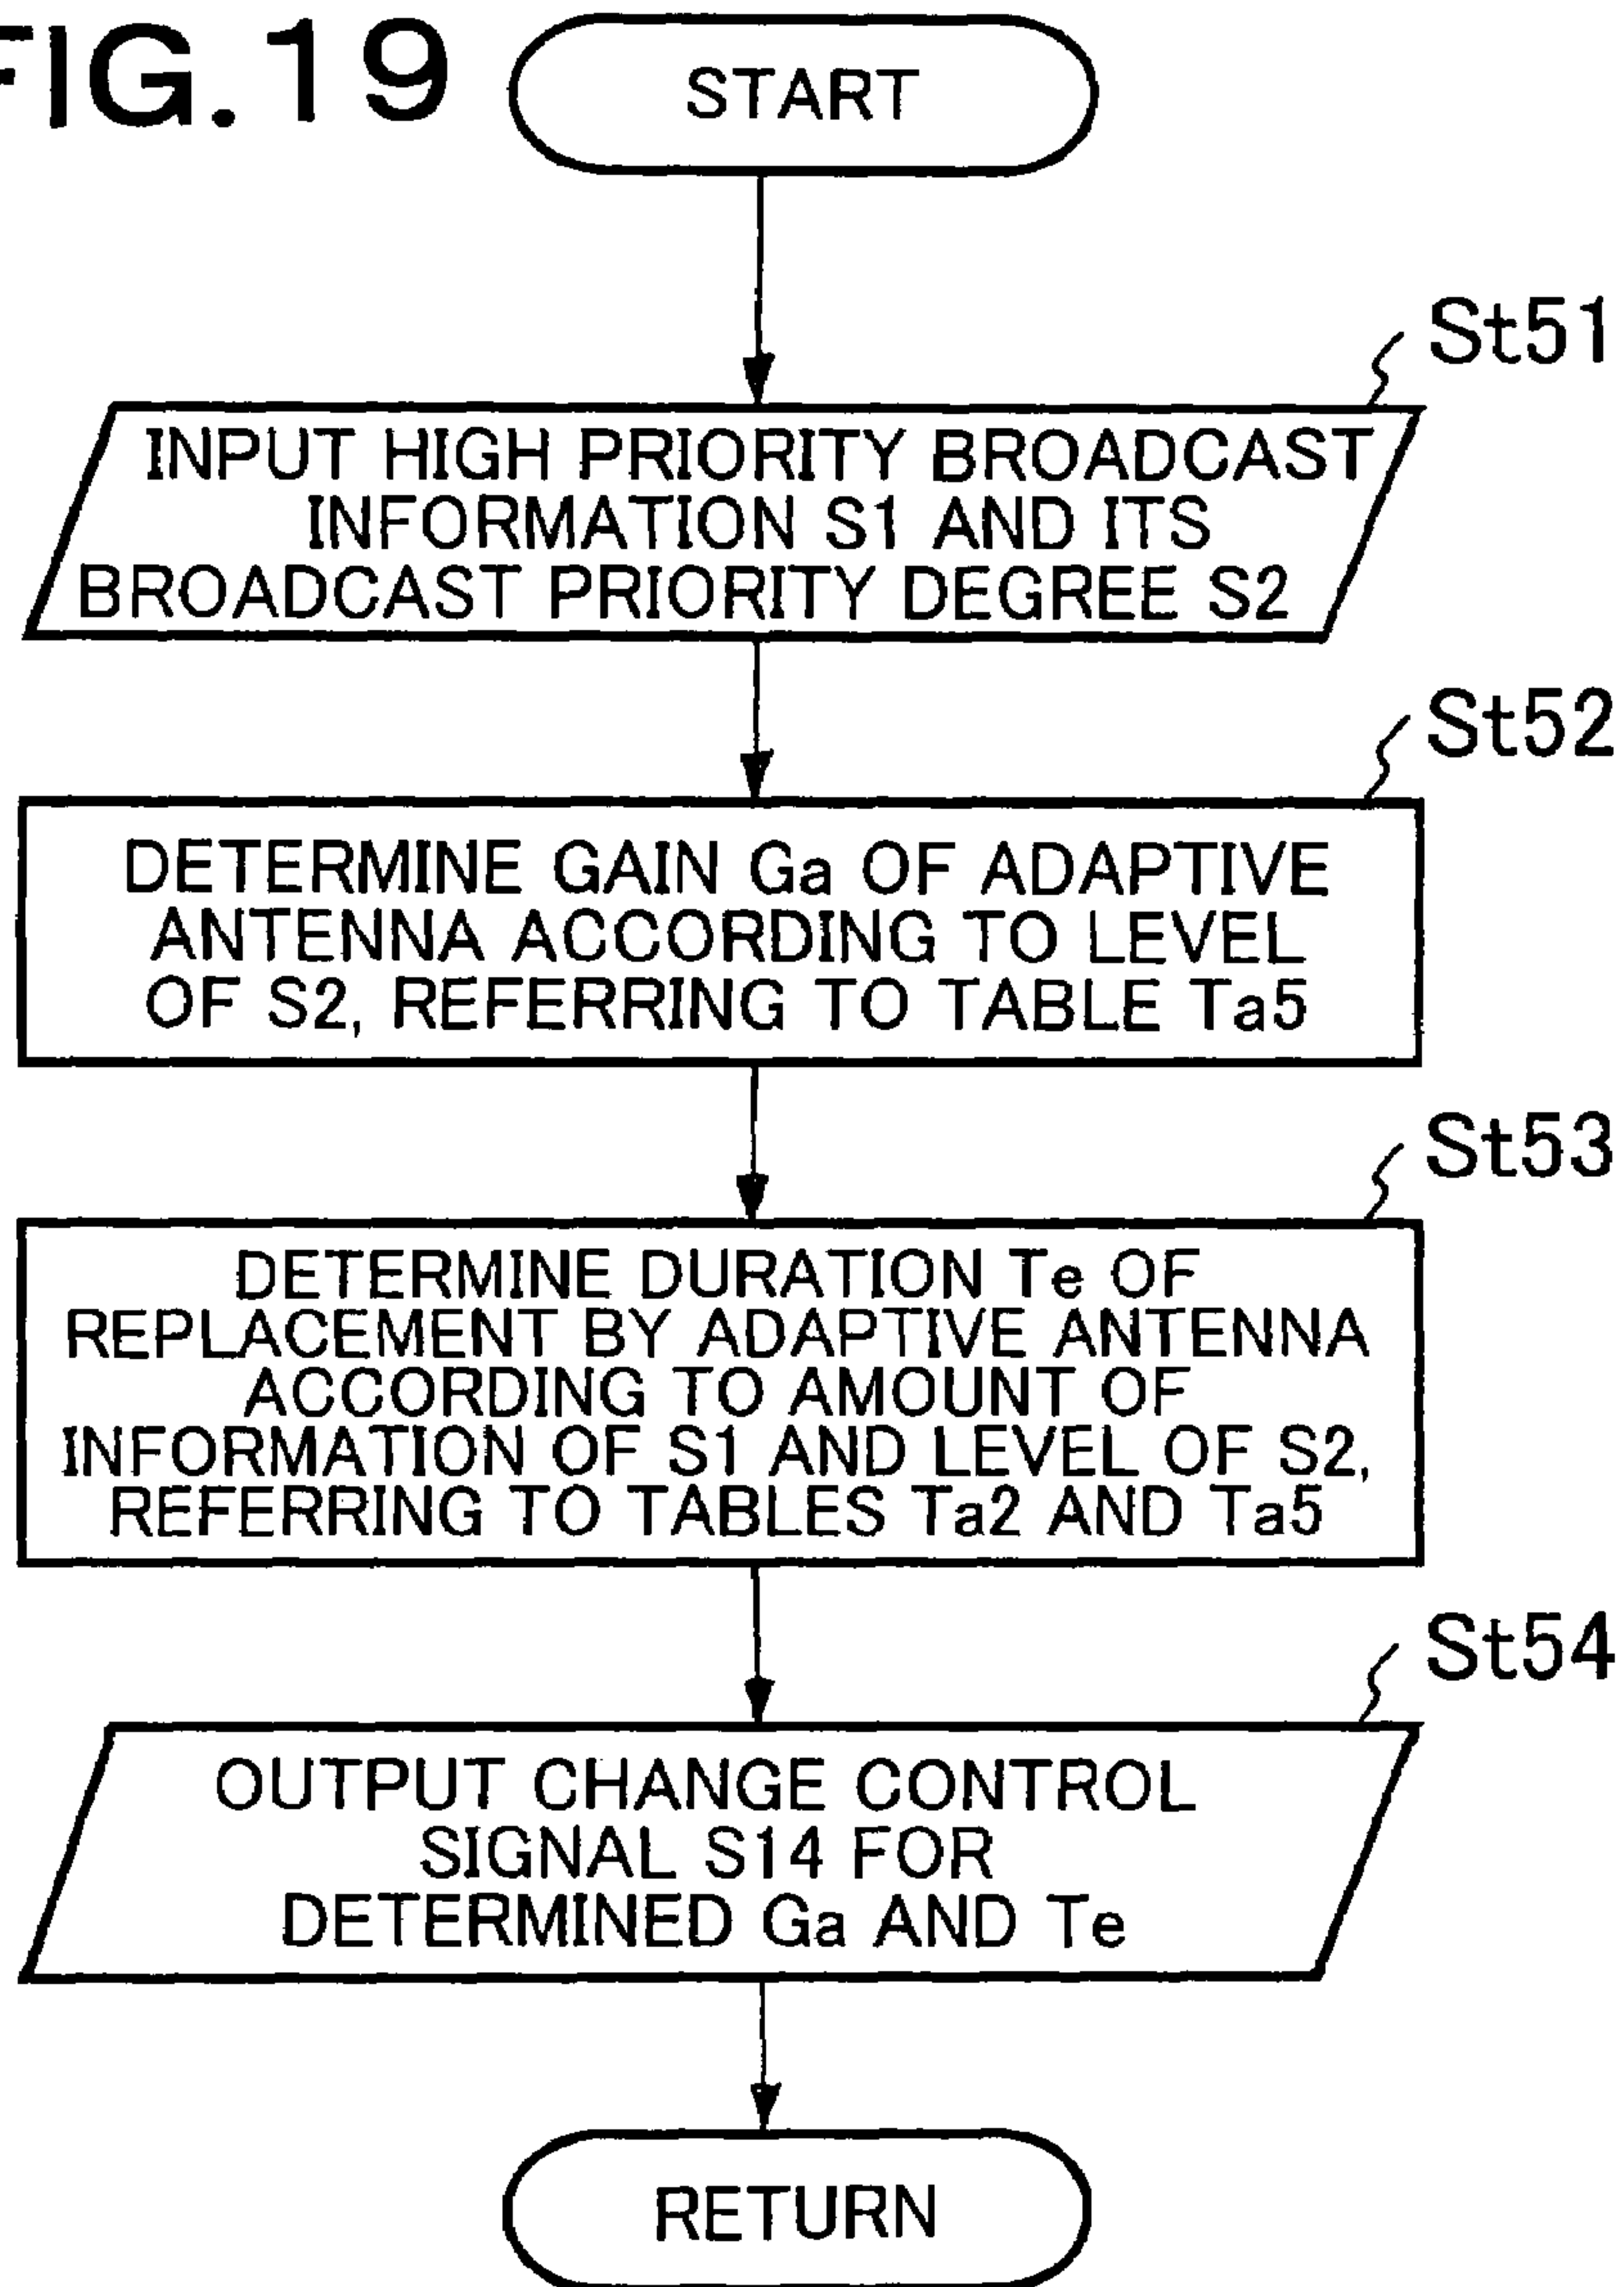 FIG.19
START
St51
INPUT HIGH PRIORITY BROADCAST
INFORMATION S1 AND ITS
BROADCAST PRIORITY DEGREE S2
St52
DETERMINE GAIN Ga OF ADAPTIVE
ANTENNA ACCORDING TO LEVEL
OF S2, REFERRING TO TABLE Ta5
St53
DETERMINE DURATION Te OF
REPLACEMENT BY ADAPTIVE ANTENNA
ACCORDING TO AMOUNT OF
INFORMATION OF S1 AND LEVEL OF S2,
REFERRING TO TABLES Ta2 AND Ta5
St54
OUTPUT CHANGE CONTROL
SIGNAL S14 FOR
DETERMINED Ga AND Te
RETURN